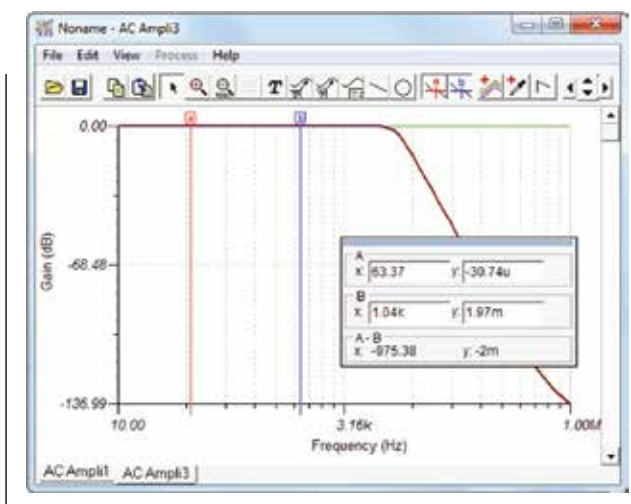 Noname - AC Ampli3
File Edit View Process Help
T
a b
0.00
-68.48
-136.99
Gain (dB)
A
x: 63.37 y: -39.74u
B
x: 1.04k y: 1.97m
A - B
x: -975.38 y: -2m
10.00 3.16k 1.00M
Frequency (Hz)
AC Ampli1 AC Ampli3